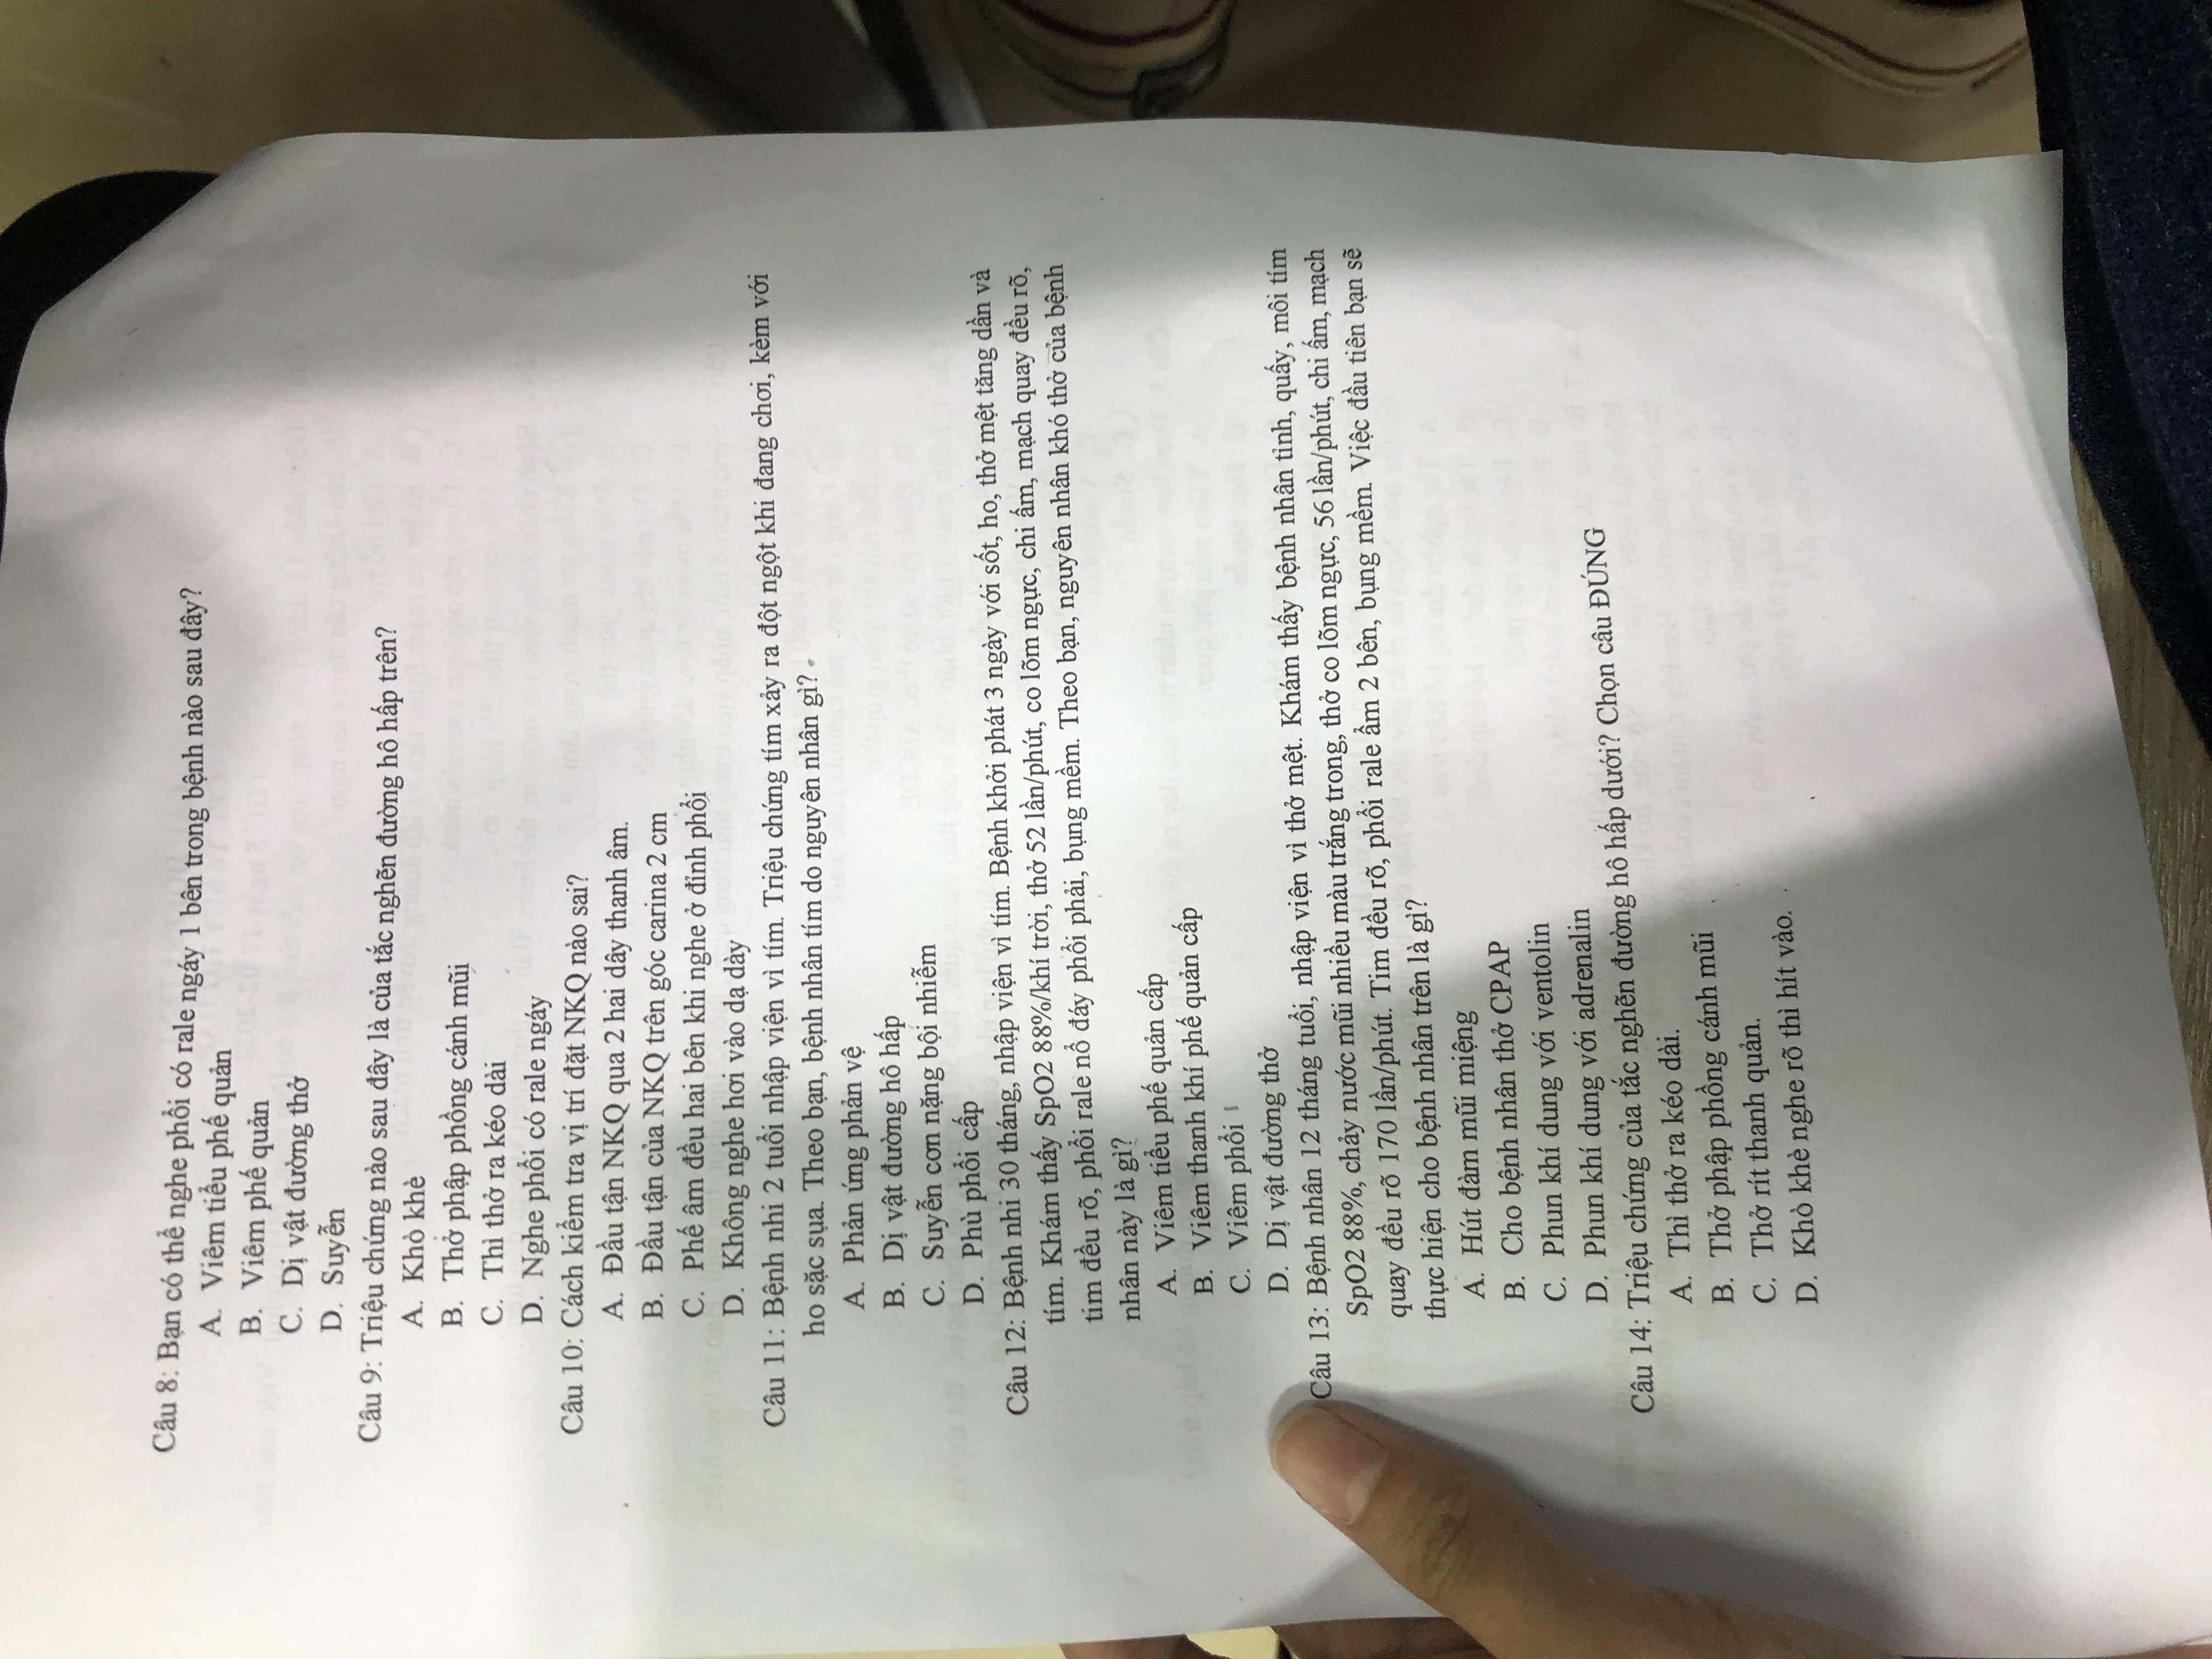 Câu 8: Bạn có thể nghe phổi có rale ngáy 1 bên trong bệnh nào sau đây?
A. Viêm tiểu phế quản
B. Viêm phế quản
C. Dị vật đường thở
D. Suyễn
Câu 9: Triệu chứng nào sau đây là của tắc nghẽn đường hô hấp trên?
A. Khò khè
B. Thở phập phồng cánh mũi
C. Thì thở ra kéo dài
D. Nghe phổi có rale ngáy
Câu 10: Cách kiểm tra vị trí đặt NKQ nào sai?
A. Đầu tận NKQ qua 2 hai dây thanh âm.
B. Đầu tận của NKQ trên góc carina 2 cm
C. Phế âm đều hai bên khi nghe ở đỉnh phổi
D. Không nghe hơi vào dạ dày
Câu 11: Bệnh nhi 2 tuổi nhập viện vì tím. Triệu chứng tím xảy ra đột ngột khi đang chơi, kèm với
ho sặc sụa. Theo bạn, bệnh nhân tím do nguyên nhân gì?
A. Phản ứng phản vệ
B. Dị vật đường hô hấp
C. Suyễn cơn nặng bội nhiễm
D. Phù phổi cấp
Câu 12: Bệnh nhi 30 tháng, nhập viện vì tím. Bệnh khởi phát 3 ngày với sốt, ho, thở mệt tăng dần và
tím. Khám thấy SpO2 88%/khí trời, thở 52 lần/phút, co lõm ngực, chi ấm, mạch quay đều rõ,
tim đều rõ, phổi rale nổ đáy phổi phải, bụng mềm. Theo bạn, nguyên nhân khó thở của bệnh
nhân này là gì?
A. Viêm tiểu phế quản cấp
B. Viêm thanh khí phế quản cấp
C. Viêm phổi
D. Dị vật đường thở
Câu 13: Bệnh nhân 12 tháng tuổi, nhập viện vì thở mệt. Khám thấy bệnh nhân tỉnh, quấy, môi tím
SpO2 88%, chảy nước mũi nhiều màu trắng trong, thở co lõm ngực, 56 lần/phút, chi ấm, mạch
quay đều rõ 170 lần/phút. Tim đều rõ, phổi rale ẩm 2 bên, bụng mềm. Việc đầu tiên bạn sẽ
thực hiện cho bệnh nhân trên là gì?
A. Hút đàm mũi miệng
B. Cho bệnh nhân thở CPAP
C. Phun khí dung với ventolin
D. Phun khí dung với adrenalin
Câu 14: Triệu chứng của tắc nghẽn đường hô hấp dưới? Chọn câu ĐÚNG
A. Thì thở ra kéo dài.
B. Thở phập phồng cánh mũi
C. Thở rít thanh quản.
D. Khò khè nghe rõ thì hít vào.